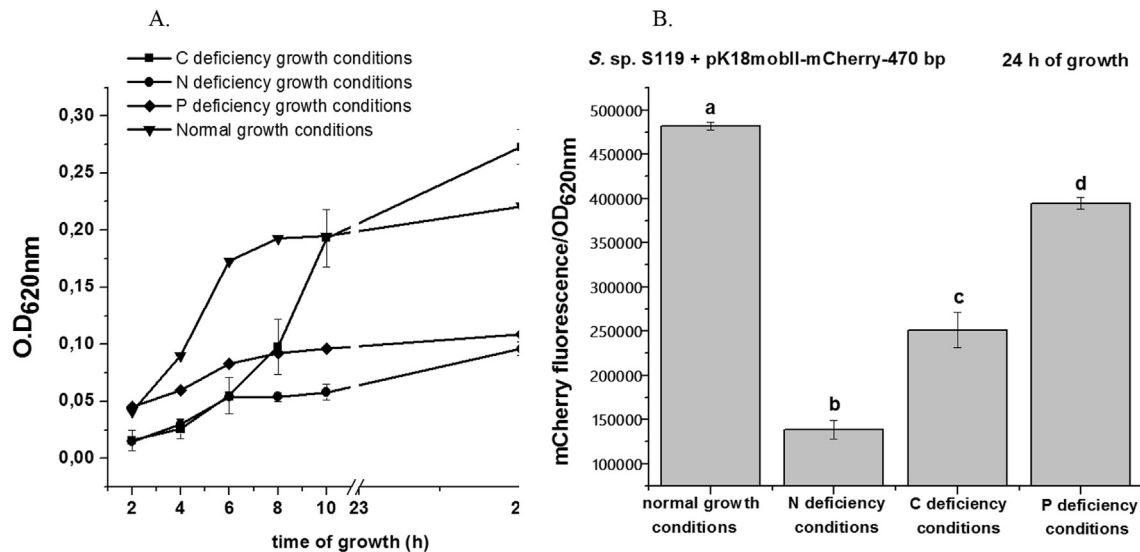 A.
C deficiency growth conditions
N deficiency growth conditions
P deficiency growth conditions
Normal growth conditions
0,30
0,25
0,20
0,15
0,10
0,05
0,00
O.D620nm
2 4 6 8 10 23 2
time of growth (h)
B.
S. sp. S119 + pK18mobII-mCherry-470 bp 24 h of growth
500000
450000
400000
350000
300000
250000
200000
150000
100000
mCherry fluorescence/OD620nm
a
b
c
d
normal growth conditions
N deficiency conditions
C deficiency conditions
P deficiency conditions